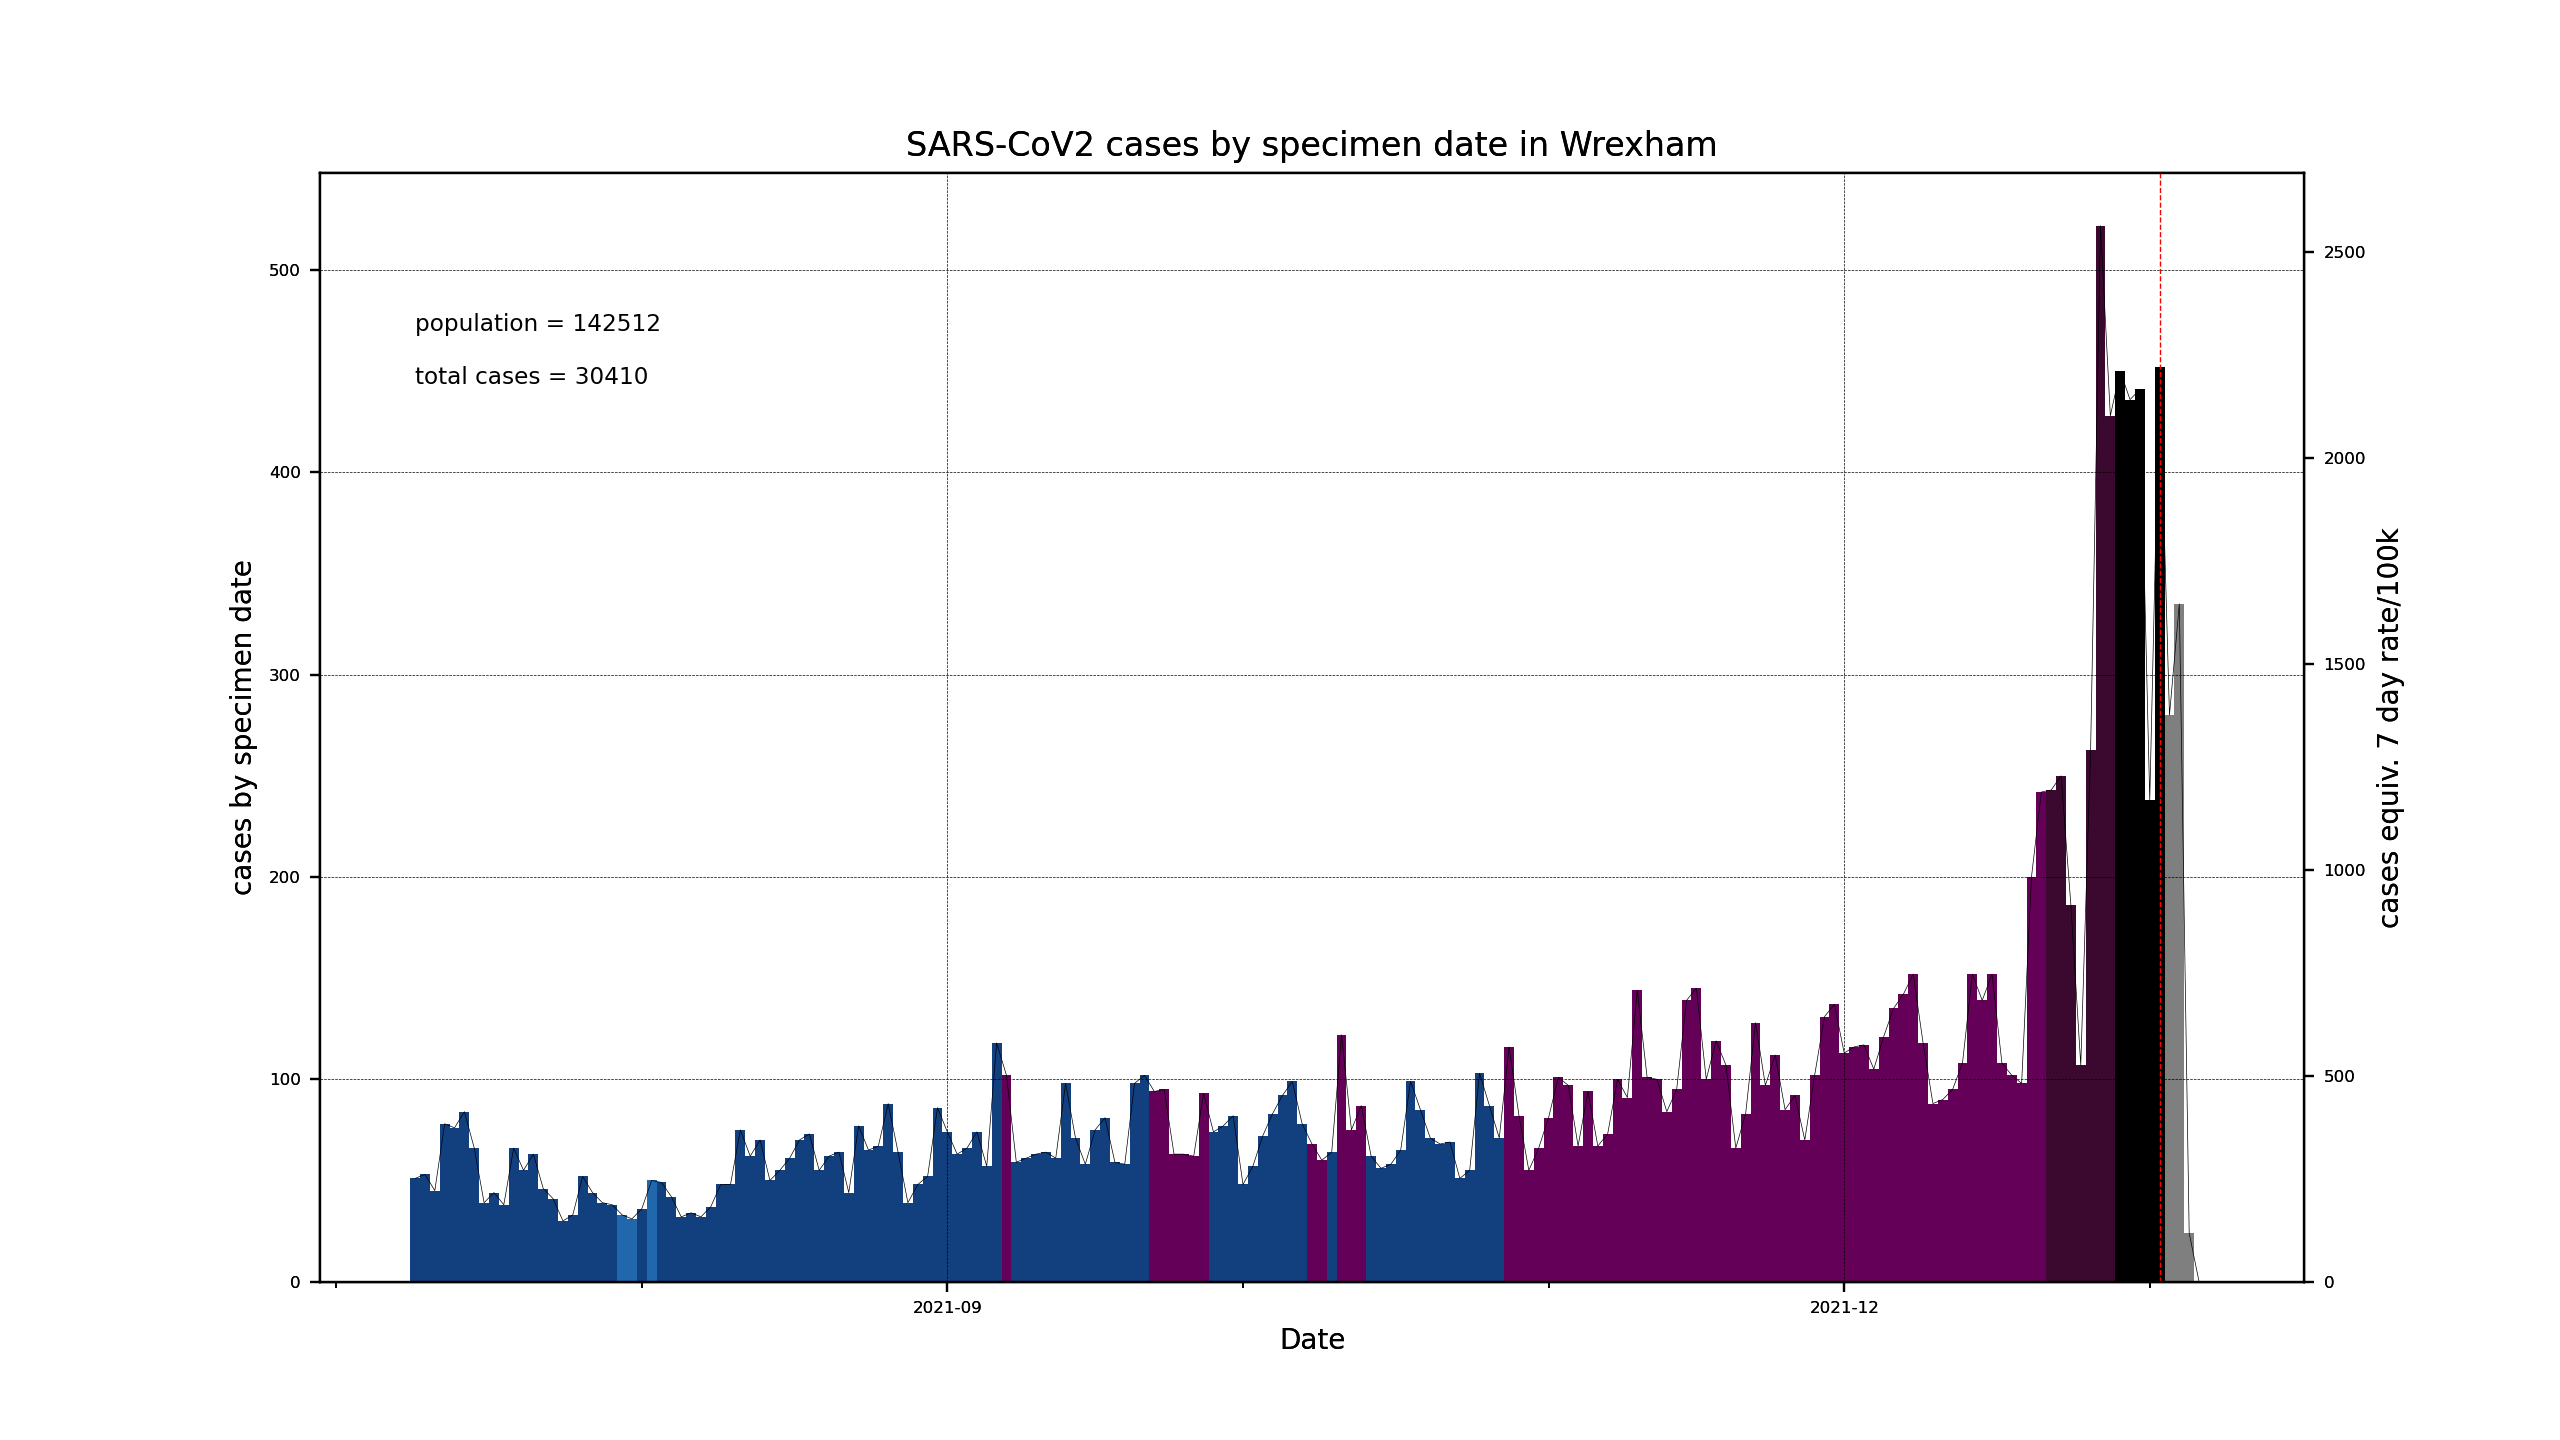 SARS-CoV2 cases by specimen date in Wrexham
population = 142512
total cases = 30410
cases by specimen date
500
400
300
200
100
0
2500
2000
1500
1000
500
0
cases equiv. 7 day rate/100k
2021-09
2021-12
Date